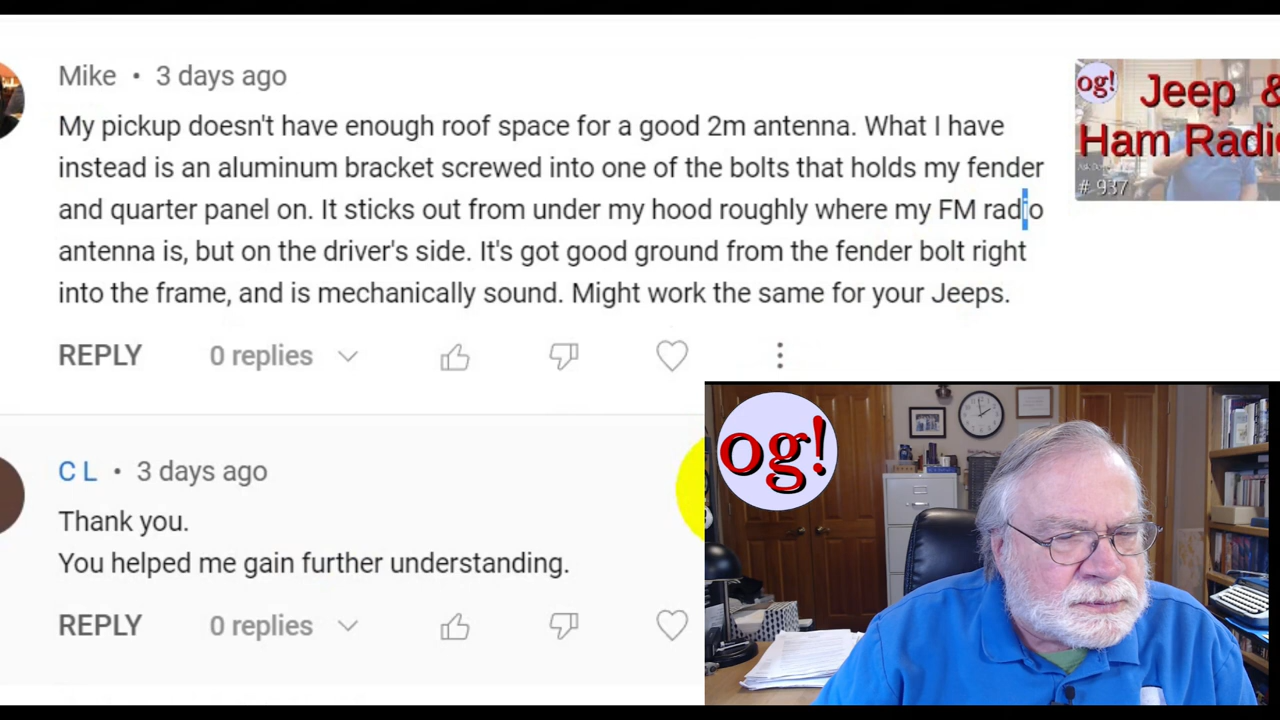 Mike • 3 days ago
My pickup doesn't have enough roof space for a good 2m antenna. What I have
instead is an aluminum bracket screwed into one of the bolts that holds my fender
and quarter panel on. It sticks out from under my hood roughly where my FM radio
antenna is, but on the driver's side. It's got good ground from the fender bolt right
into the frame, and is mechanically sound. Might work the same for your Jeeps.
REPLY 0 replies
og!
Jeep &
Ham Radio
# 937
C L • 3 days ago
Thank you.
You helped me gain further understanding.
REPLY 0 replies
og!